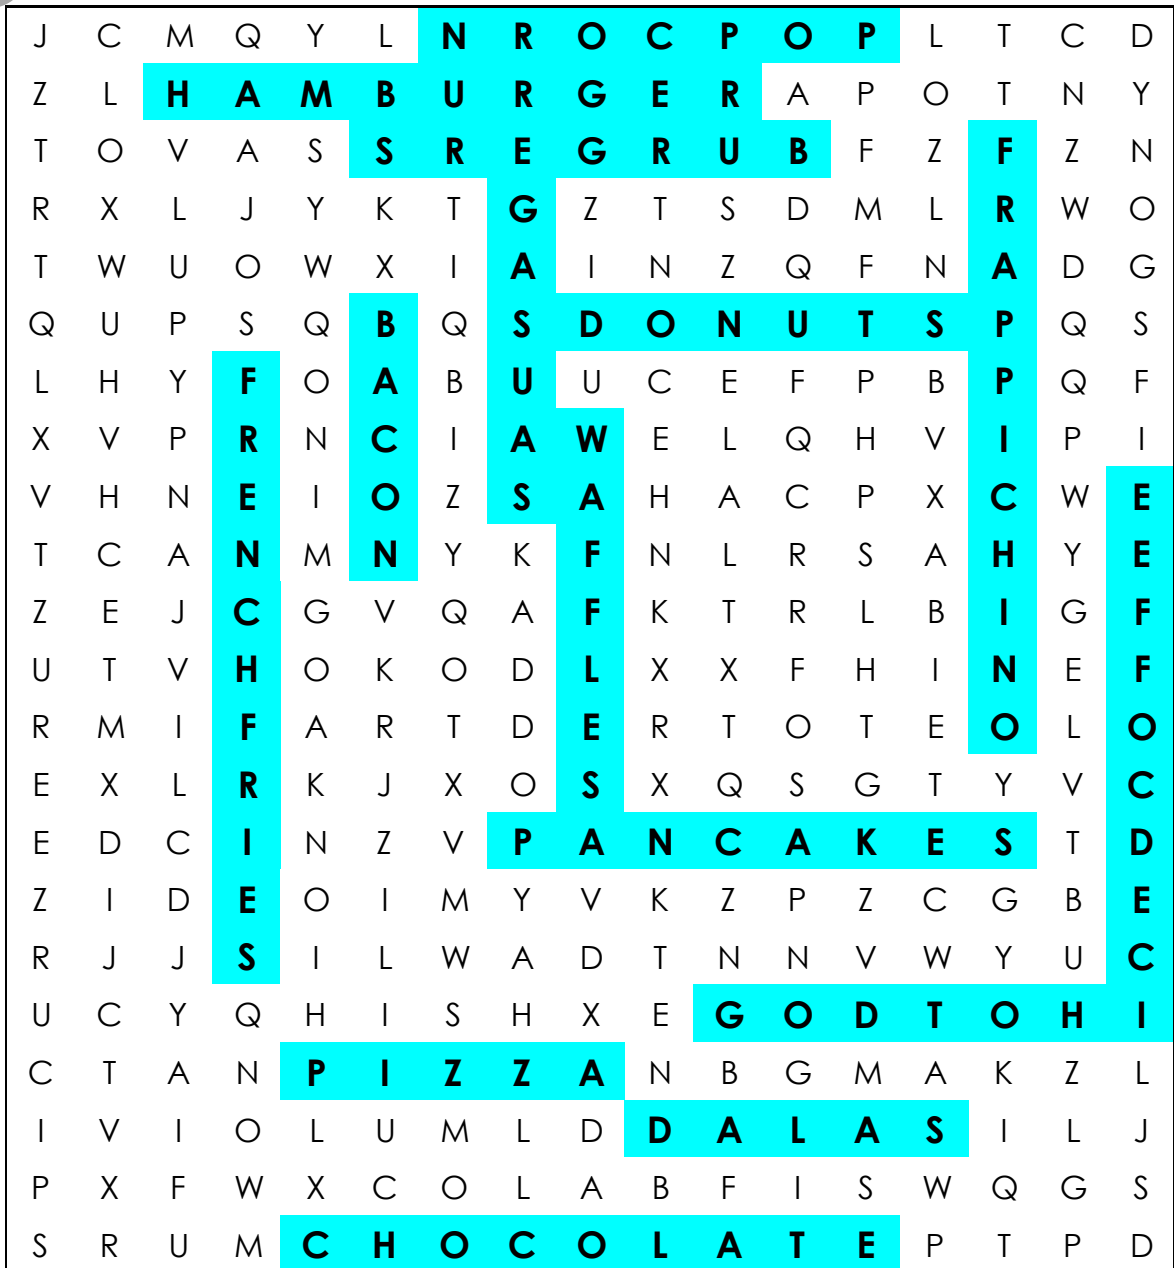 J C M Q Y L N R O C P O P L T C D
Z L H A M B U R G E R A P O T N Y
T O V A S S R E G R U B F Z F Z N
R X L J Y K T G Z T S D M L R W O
T W U O W X I A I N Z Q F N A D G
Q U P S Q B Q S D O N U T S P Q S
L H Y F O A B U U C E F P B P Q F
X V P R N C I A W E L Q H V I P I
V H N E I O Z S A H A C P X C W E
T C A N M N Y K F N L R S A H Y E
Z E J C G V Q A F K T R L B I G F
U T V H O K O D L X X F H I N E F
R M I F A R T D E R T O T E O L O
E X L R K J X O S X Q S G T Y V C
E D C I N Z V P A N C A K E S T D
Z I D E O I M Y V K Z P Z C G B E
R J J S I L W A D T N N V W Y U C
U C Y Q H I S H X E G O D T O H I
C T A N P I Z Z A N B G M A K Z L
I V I O L U M L D D A L A S I L J
P X F W X C O L A B F I S W Q G S
S R U M C H O C O L A T E P T P D